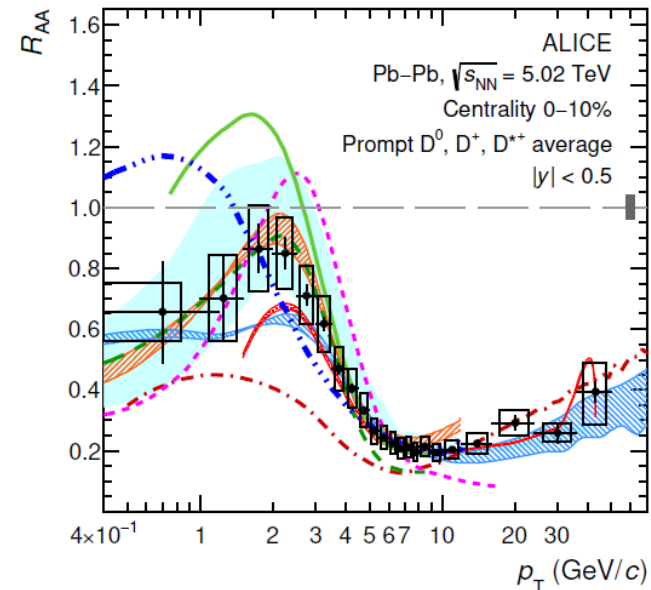 R_AA
1.6
1.4
1.2
1.0
0.8
0.6
0.4
0.2
ALICE
Pb–Pb, √s_NN = 5.02 TeV
Centrality 0–10%
Prompt D⁰, D⁺, D*⁺ average
|y| < 0.5
4×10⁻¹ 1 2 3 4 5 6 7 10 20 30
p_T (GeV/c)